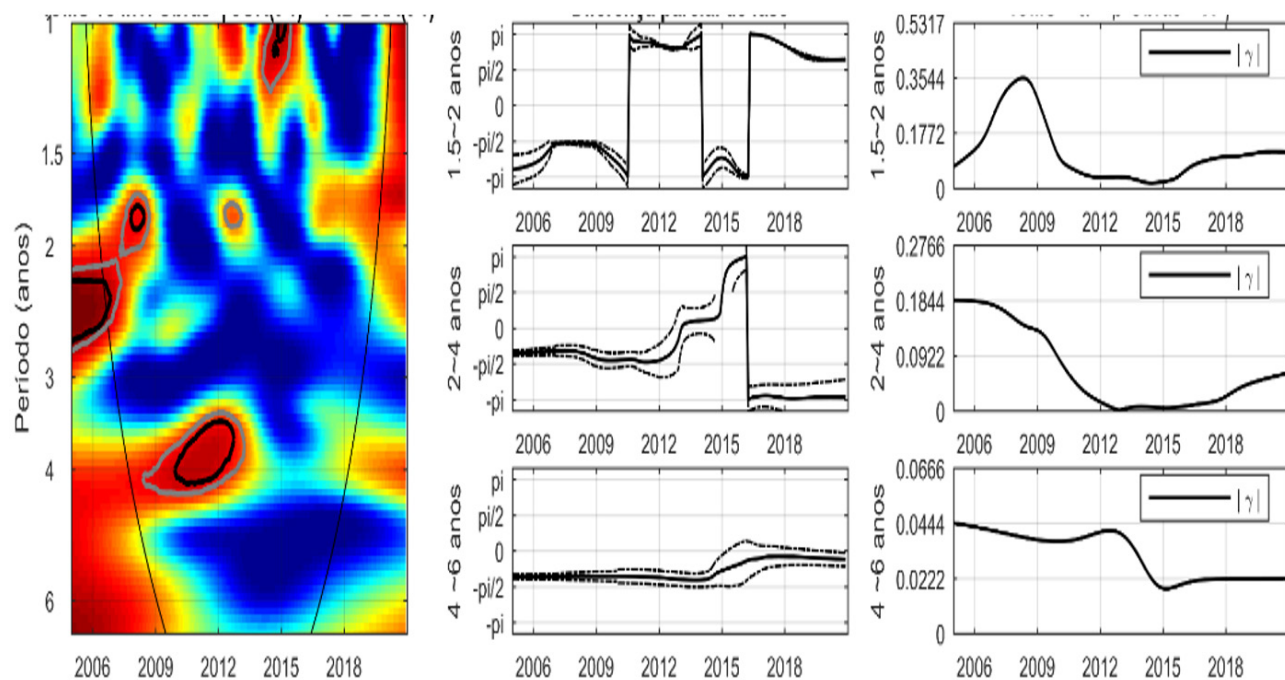 Diferença parcial de fase
Período (anos)
1
1.5
2
3
4
6
2006 2009 2012 2015 2018
1.5~2 anos
pi
pi/2
0
-pi/2
-pi
2006 2009 2012 2015 2018
2~4 anos
pi
pi/2
0
-pi/2
-pi
2006 2009 2012 2015 2018
4 ~6 anos
pi
pi/2
0
-pi/2
-pi
2006 2009 2012 2015 2018
1.5~2 anos
0.5317
0.3544
0.1772
0
|γ|
2006 2009 2012 2015 2018
2~4 anos
0.2766
0.1844
0.0922
0
|γ|
2006 2009 2012 2015 2018
4 ~6 anos
0.0666
0.0444
0.0222
0
|γ|
2006 2009 2012 2015 2018